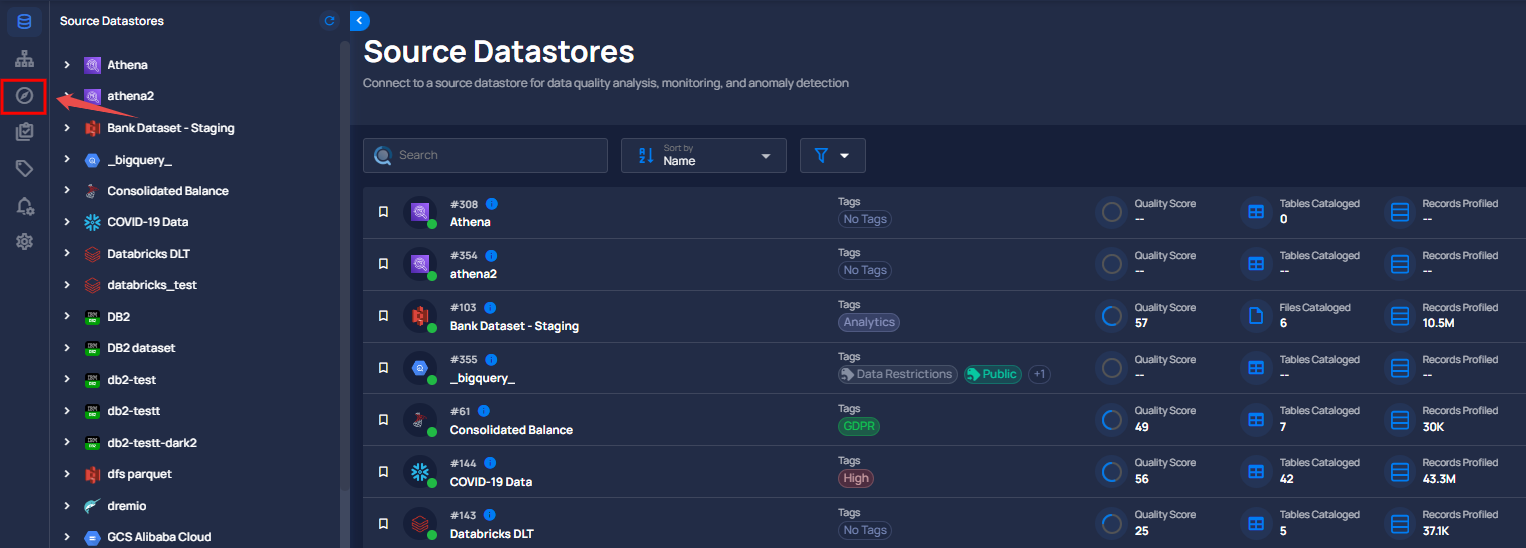 Source Datastores
Athena
athena2
Bank Dataset - Staging
_bigquery_
Consolidated Balance
COVID-19 Data
Databricks DLT
databricks_test
DB2
DB2 dataset
db2-test
db2-testt
db2-testt-dark2
dfs parquet
dremio
GCS Alibaba Cloud
Source Datastores
Connect to a source datastore for data quality analysis, monitoring, and anomaly detection
Search
Sort by
Name
#308
Athena
Tags
No Tags
Quality Score
--
Tables Cataloged
0
Records Profiled
--
#354
athena2
Tags
No Tags
Quality Score
--
Tables Cataloged
--
Records Profiled
--
#103
Bank Dataset - Staging
Tags
Analytics
Quality Score
57
Files Cataloged
6
Records Profiled
10.5M
#355
_bigquery_
Tags
Data Restrictions Public +1
Quality Score
--
Tables Cataloged
--
Records Profiled
--
#61
Consolidated Balance
Tags
GDPR
Quality Score
49
Tables Cataloged
7
Records Profiled
30K
#144
COVID-19 Data
Tags
High
Quality Score
56
Tables Cataloged
42
Records Profiled
43.3M
#143
Databricks DLT
Tags
No Tags
Quality Score
25
Tables Cataloged
5
Records Profiled
37.1K